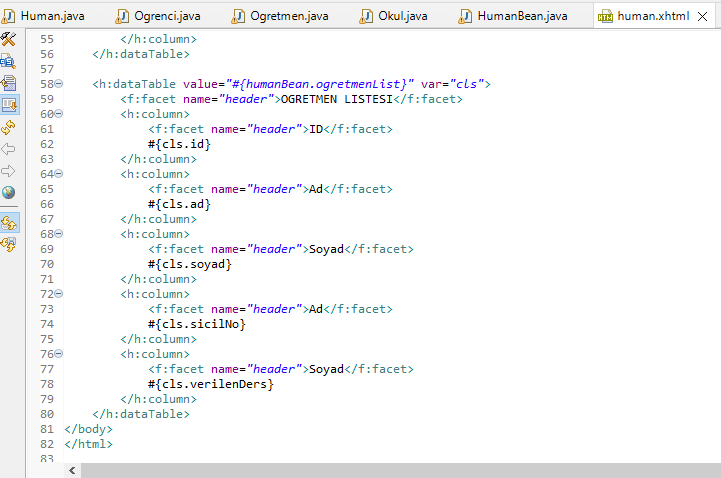 Human.java Ogrenci.java Ogretmen.java Okul.java HumanBean.java human.xhtml
55 </h:column>
56 </h:dataTable>
57
58 <h:dataTable value="#{humanBean.ogretmenList}" var="cls">
59 <f:facet name="header">OGRETMEN LISTESI</f:facet>
60 <h:column>
61 <f:facet name="header">ID</f:facet>
62 #{cls.id}
63 </h:column>
64 <h:column>
65 <f:facet name="header">Ad</f:facet>
66 #{cls.ad}
67 </h:column>
68 <h:column>
69 <f:facet name="header">Soyad</f:facet>
70 #{cls.soyad}
71 </h:column>
72 <h:column>
73 <f:facet name="header">Ad</f:facet>
74 #{cls.sicilNo}
75 </h:column>
76 <h:column>
77 <f:facet name="header">Soyad</f:facet>
78 #{cls.verilenDers}
79 </h:column>
80 </h:dataTable>
81 </body>
82 </html>
83